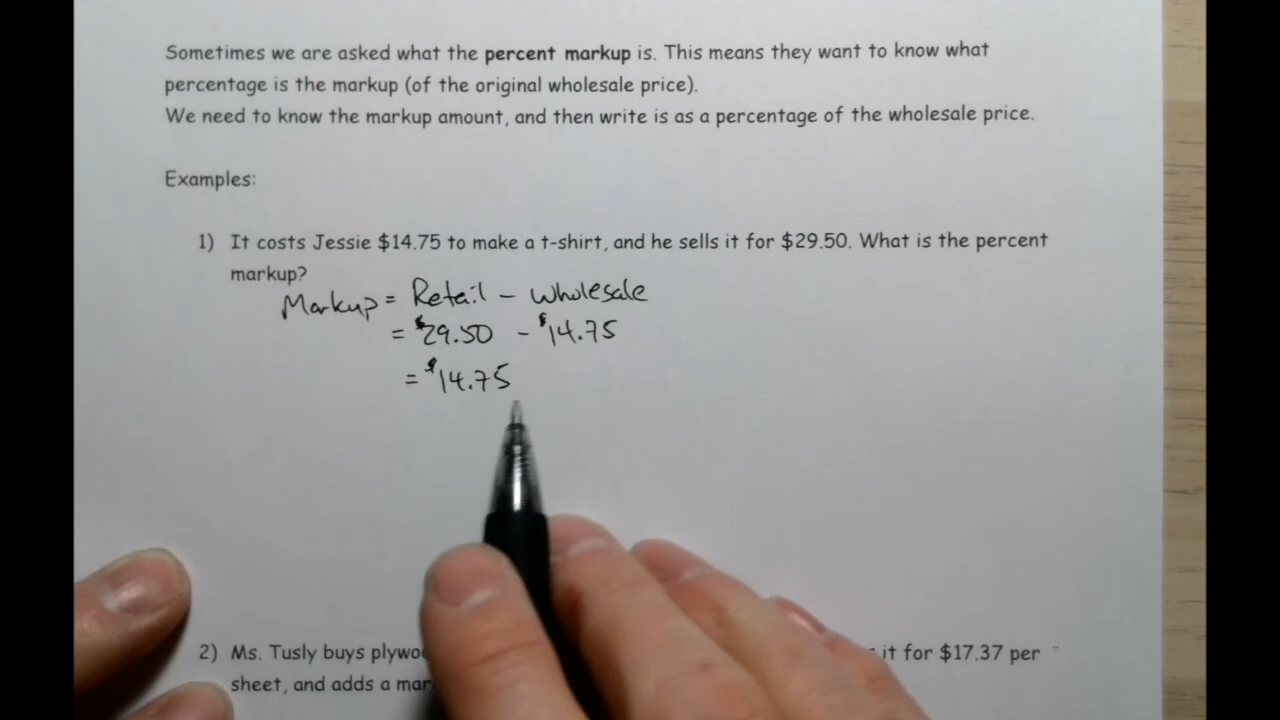 Sometimes we are asked what the percent markup is. This means they want to know what
percentage is the markup (of the original wholesale price).
We need to know the markup amount, and then write is as a percentage of the wholesale price.
Examples:
1) It costs Jessie $14.75 to make a t-shirt, and he sells it for $29.50. What is the percent
markup?
Markup = Retail - Wholesale
= $29.50 - $14.75
= $14.75
2) Ms. Tusly buys it for $17.37 per
sheet, and adds a